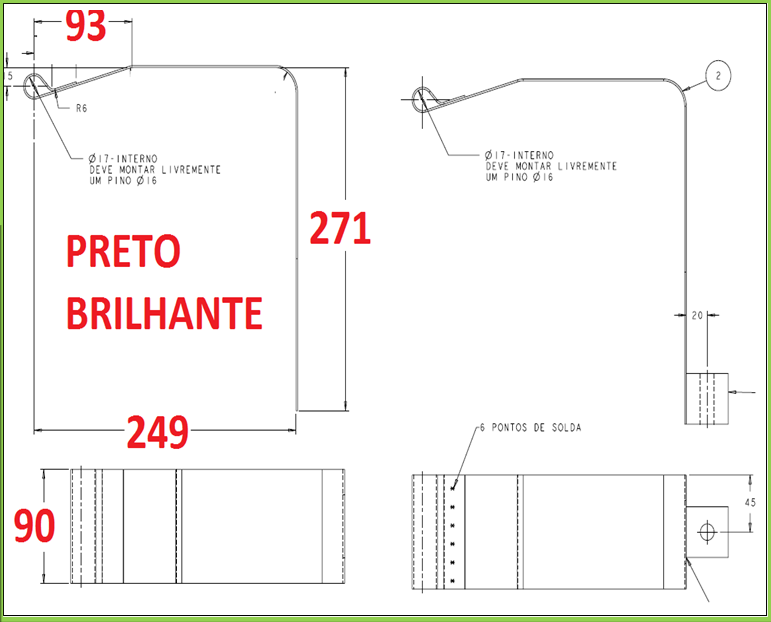 93
15
R6
Ø17-INTERNO
DEVE MONTAR LIVREMENTE
UM PINO Ø16
271
PRETO
BRILHANTE
249
90
2
Ø17-INTERNO
DEVE MONTAR LIVREMENTE
UM PINO Ø16
20
6 PONTOS DE SOLDA
45